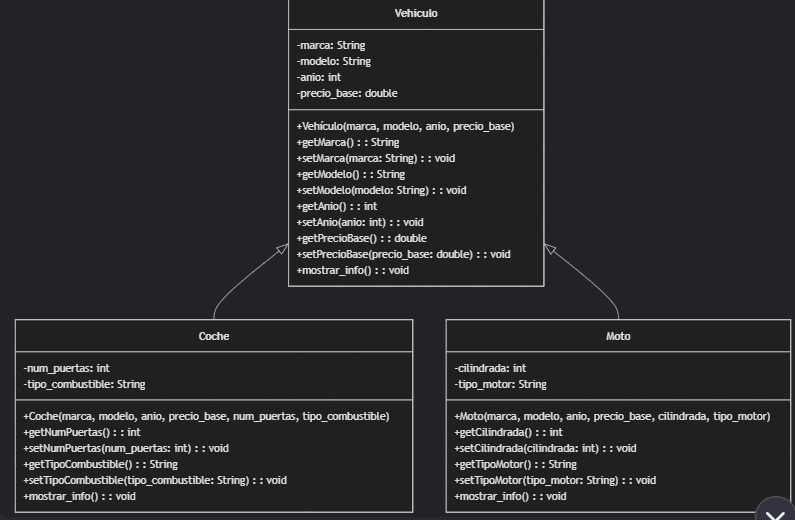 Vehiculo
-marca: String
-modelo: String
-anio: int
-precio_base: double
+Vehículo(marca, modelo, anio, precio_base)
+getMarca() : : String
+setMarca(marca: String) : : void
+getModelo() : : String
+setModelo(modelo: String) : : void
+getAnio() : : int
+setAnio(anio: int) : : void
+getPrecioBase() : : double
+setPrecioBase(precio_base: double) : : void
+mostrar_info() : : void
Coche
-num_puertas: int
-tipo_combustible: String
+Coche(marca, modelo, anio, precio_base, num_puertas, tipo_combustible)
+getNumPuertas() : : int
+setNumPuertas(num_puertas: int) : : void
+getTipoCombustible() : : String
+setTipoCombustible(tipo_combustible: String) : : void
+mostrar_info() : : void
Moto
-cilindrada: int
-tipo_motor: String
+Moto(marca, modelo, anio, precio_base, cilindrada, tipo_motor)
+getCilindrada() : : int
+setCilindrada(cilindrada: int) : : void
+getTipoMotor() : : String
+setTipoMotor(tipo_motor: String) : : void
+mostrar_info() : : void